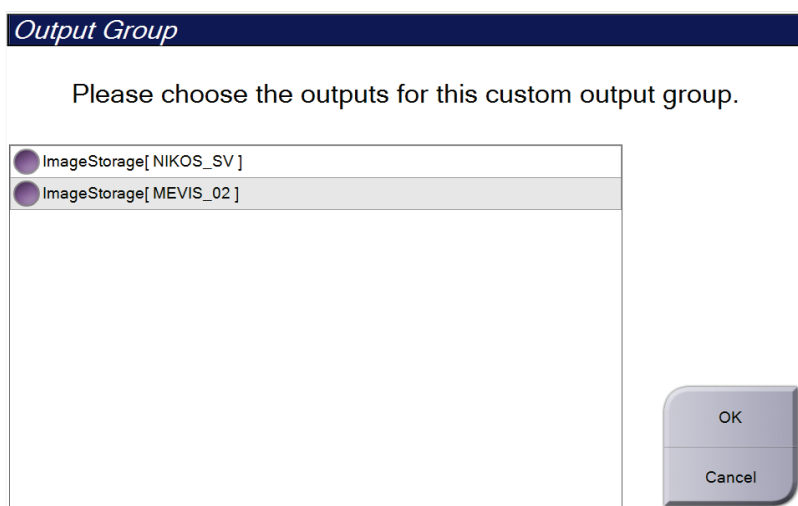 Output Group
Please choose the outputs for this custom output group.
ImageStorage[ NIKOS_SV ]
ImageStorage[ MEVIS_02 ]
OK
Cancel